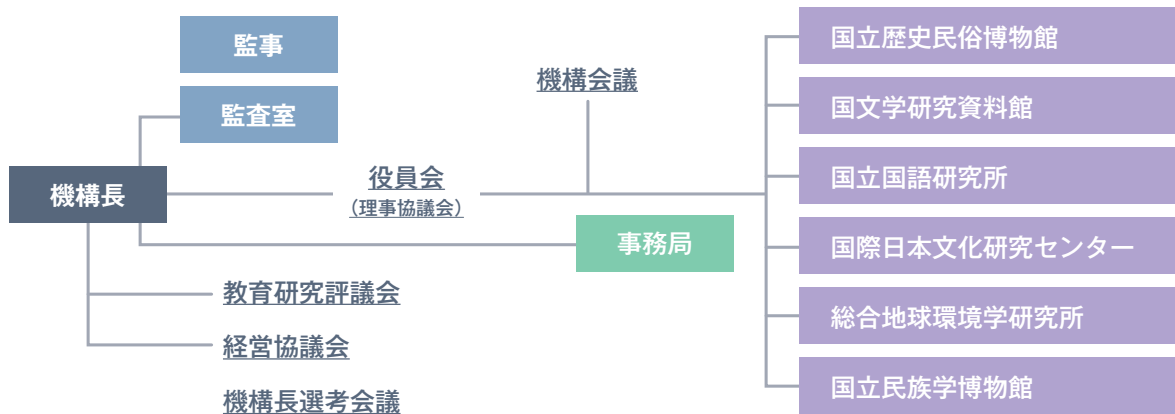 監事
監査室
機構長
役員会
（理事協議会）
機構会議
事務局
教育研究評議会
経営協議会
機構長選考会議
国立歴史民俗博物館
国文学研究資料館
国立国語研究所
国際日本文化研究センター
総合地球環境学研究所
国立民族学博物館